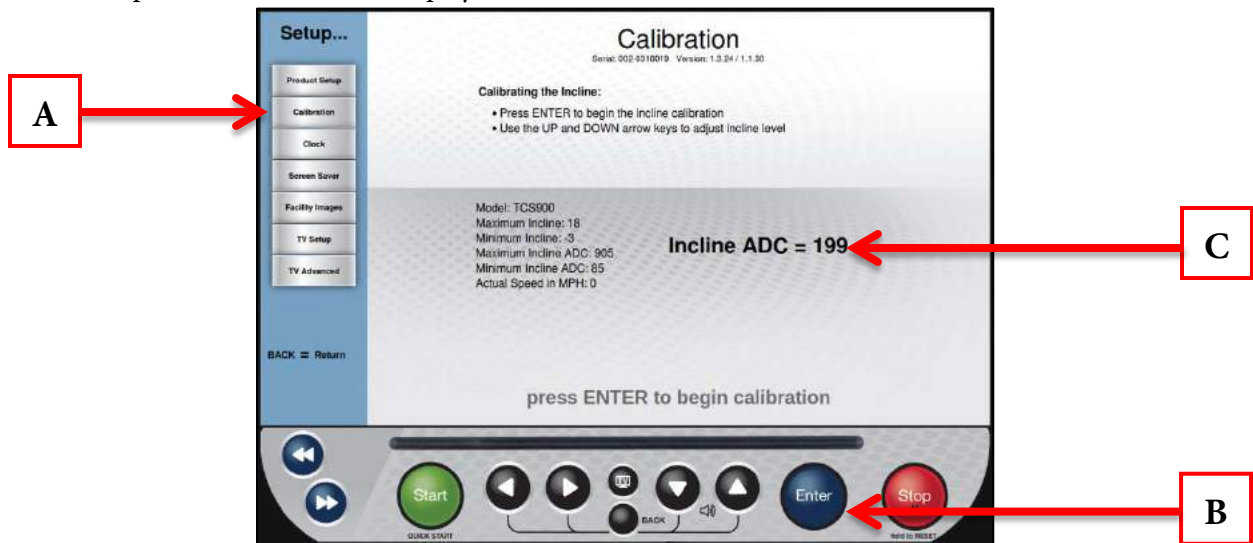 Setup...
Product Setup
Calibration
Clock
Screen Saver
Facility Images
TV Setup
TV Advanced
BACK = Return
Calibration
Serial: 002-0310019 Version: 1.3.24 / 1.1.30
Calibrating the Incline:
• Press ENTER to begin the incline calibration
• Use the UP and DOWN arrow keys to adjust incline level
Model: TCS900
Maximum Incline: 18
Minimum Incline: -3
Maximum Incline ADC: 905
Minimum Incline ADC: 85
Actual Speed in MPH: 0
Incline ADC = 199
press ENTER to begin calibration
Start
QUICK START
TV
BACK
Enter
Stop
hold to RESET
A
C
B